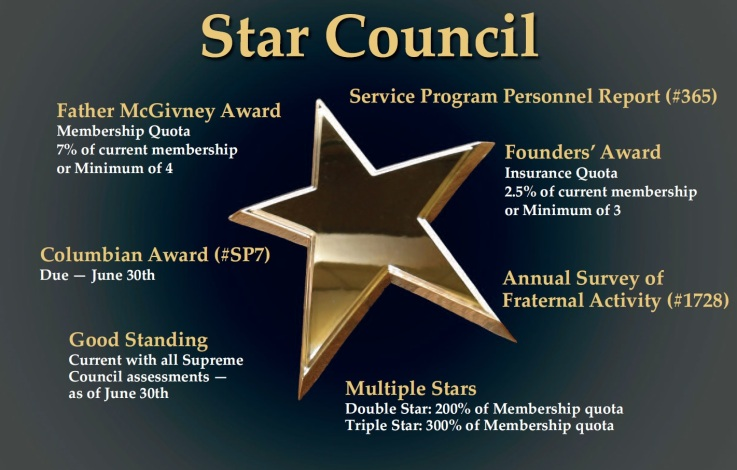 Star Council
Service Program Personnel Report (#365)
Father McGivney Award
Membership Quota
7% of current membership
or Minimum of 4
Founders’ Award
Insurance Quota
2.5% of current membership
or Minimum of 3
Columbian Award (#SP7)
Due — June 30th
Annual Survey of
Fraternal Activity (#1728)
Good Standing
Current with all Supreme
Council assessments —
as of June 30th
Multiple Stars
Double Star: 200% of Membership quota
Triple Star: 300% of Membership quota